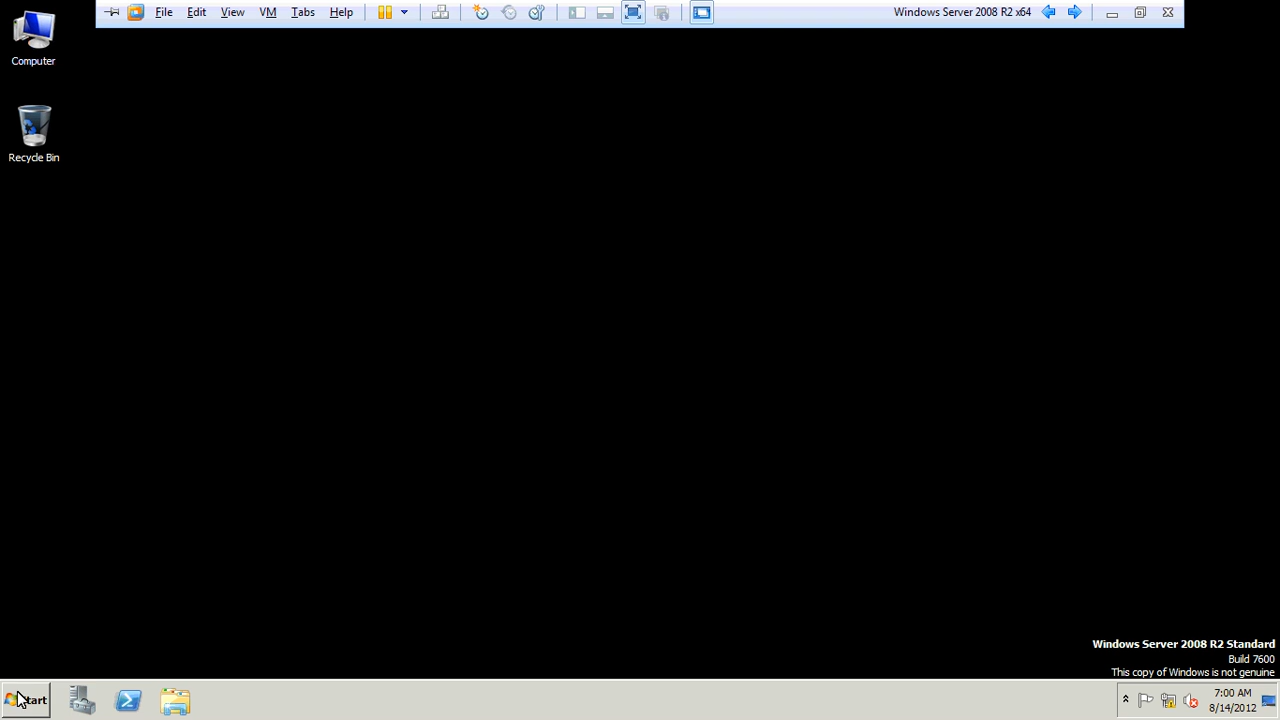 File Edit View VM Tabs Help
Windows Server 2008 R2 x64
Computer
Recycle Bin
Windows Server 2008 R2 Standard
Build 7600
This copy of Windows is not genuine
Start
7:00 AM
8/14/2012